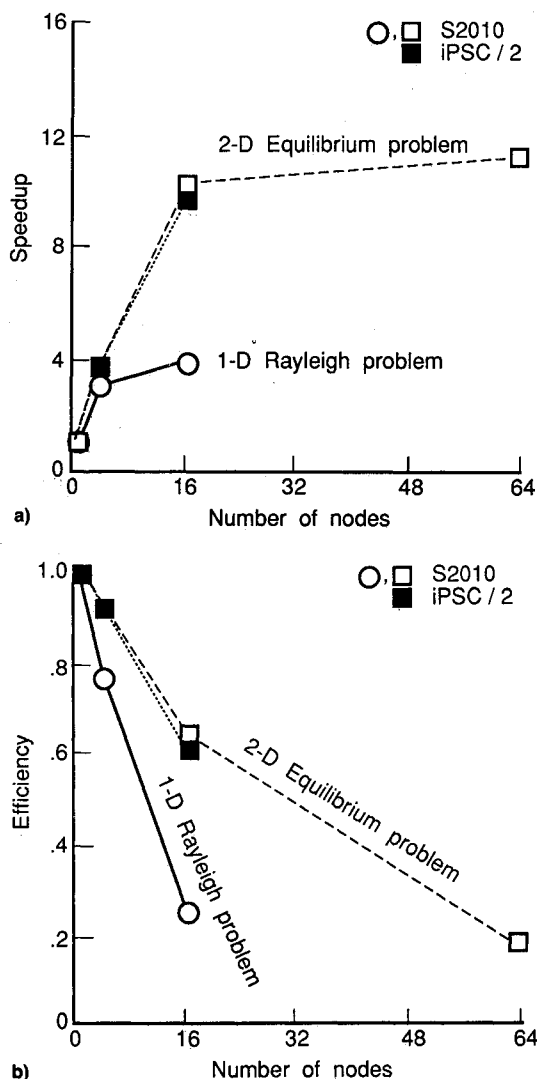 16
S2010
iPSC / 2
2-D Equilibrium problem
12
Speedup
8
4
1-D Rayleigh problem
0
0 16 32 48 64
Number of nodes
a)
1.0
S2010
iPSC / 2
.8
.6
2-D Equilibrium problem
Efficiency
1-D Rayleigh problem
.4
.2
0
0 16 32 48 64
Number of nodes
b)